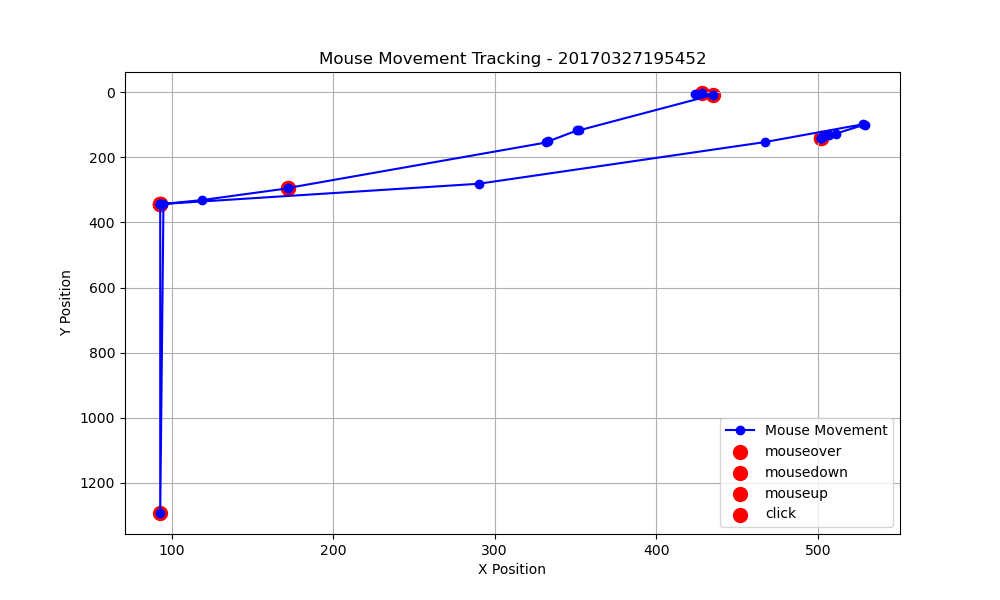 Mouse Movement Tracking - 20170327195452
0
200
400
600
800
1000
1200
Y Position
100
200
300
400
500
X Position
Mouse Movement
mouseover
mousedown
mouseup
click